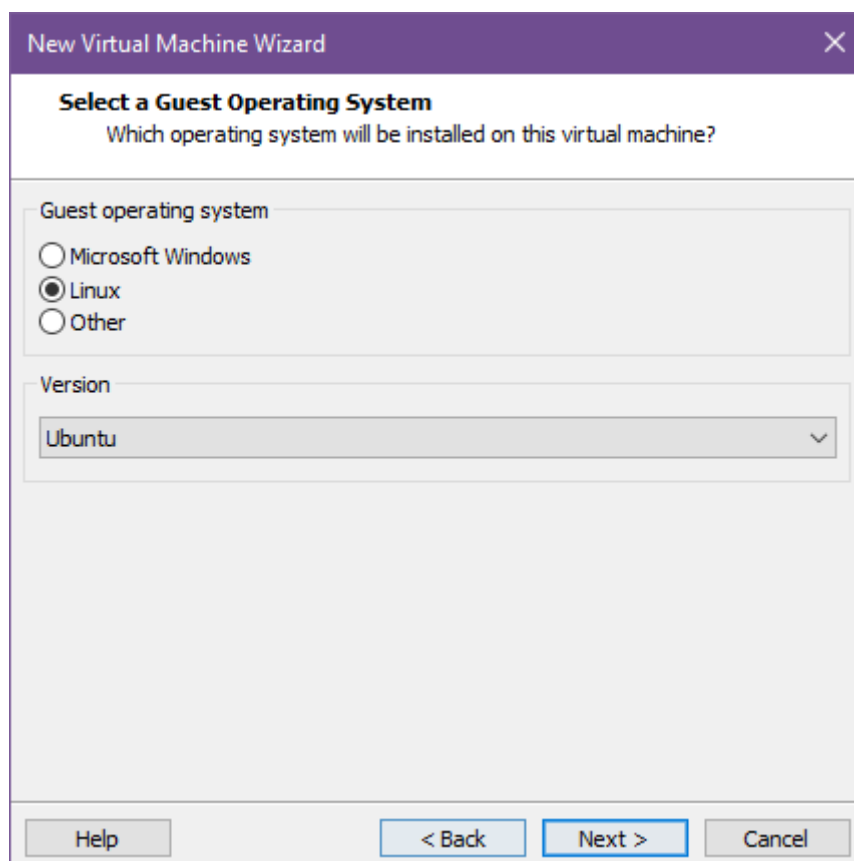 New Virtual Machine Wizard
Select a Guest Operating System
Which operating system will be installed on this virtual machine?
Guest operating system
Microsoft Windows
Linux
Other
Version
Ubuntu
Help
< Back
Next >
Cancel